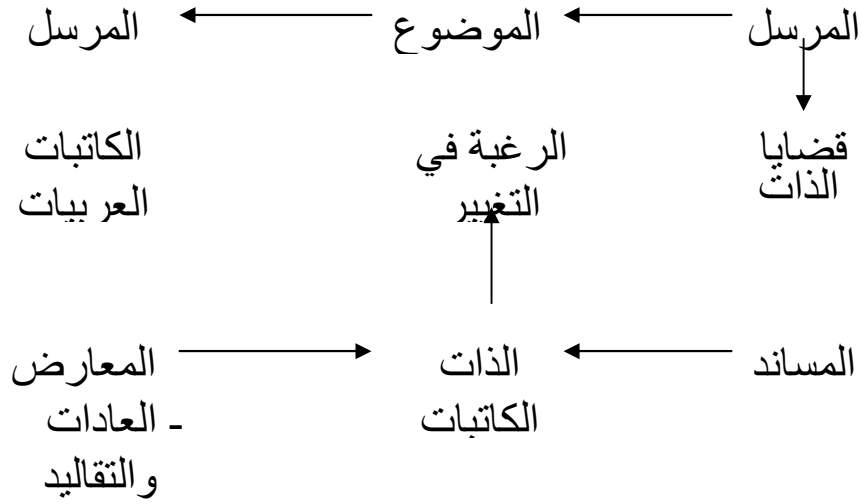 المرسل الموضوع المرسل
قضايا الرغبة في الكاتبات
الذات التغيير العربيات
المساند الذات المعارض
الكاتبات - العادات
والتقاليد